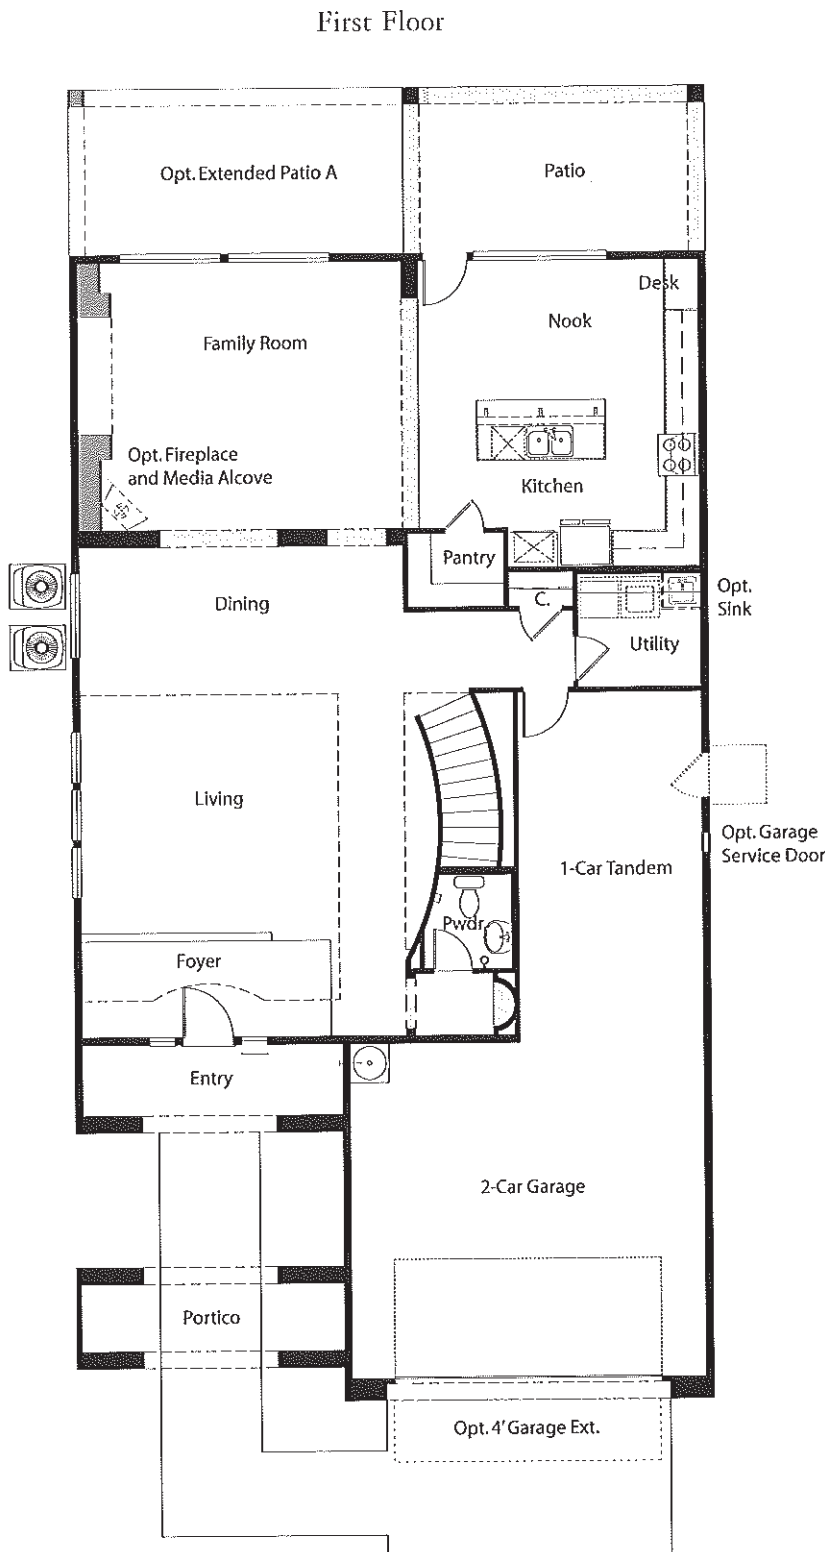 First Floor
Opt. Extended Patio A
Patio
Desk
Nook
Family Room
Opt. Fireplace
and Media Alcove
Kitchen
Pantry
C.
Dining
Opt.
Sink
Utility
Living
Opt. Garage
Service Door
1-Car Tandem
Pwdr.
Foyer
Entry
2-Car Garage
Portico
Opt. 4' Garage Ext.